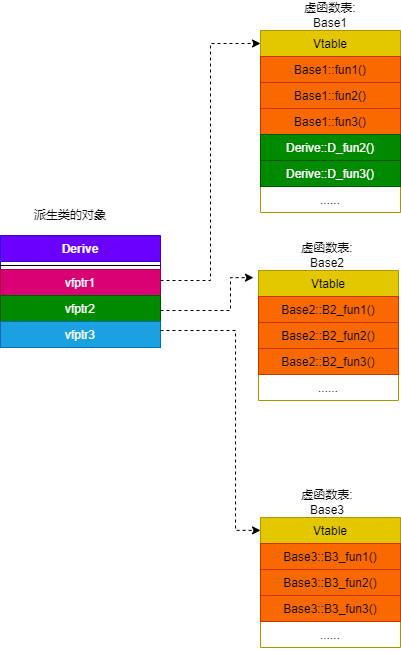 虚函数表:
Base1
Vtable
Base1::fun1()
Base1::fun2()
Base1::fun3()
Derive::D_fun2()
Derive::D_fun3()
......
派生类的对象
Derive
vfptr1
vfptr2
vfptr3
虚函数表:
Base2
Vtable
Base2::B2_fun1()
Base2::B2_fun2()
Base2::B2_fun3()
......
虚函数表:
Base3
Vtable
Base3::B3_fun1()
Base3::B3_fun2()
Base3::B3_fun3()
......